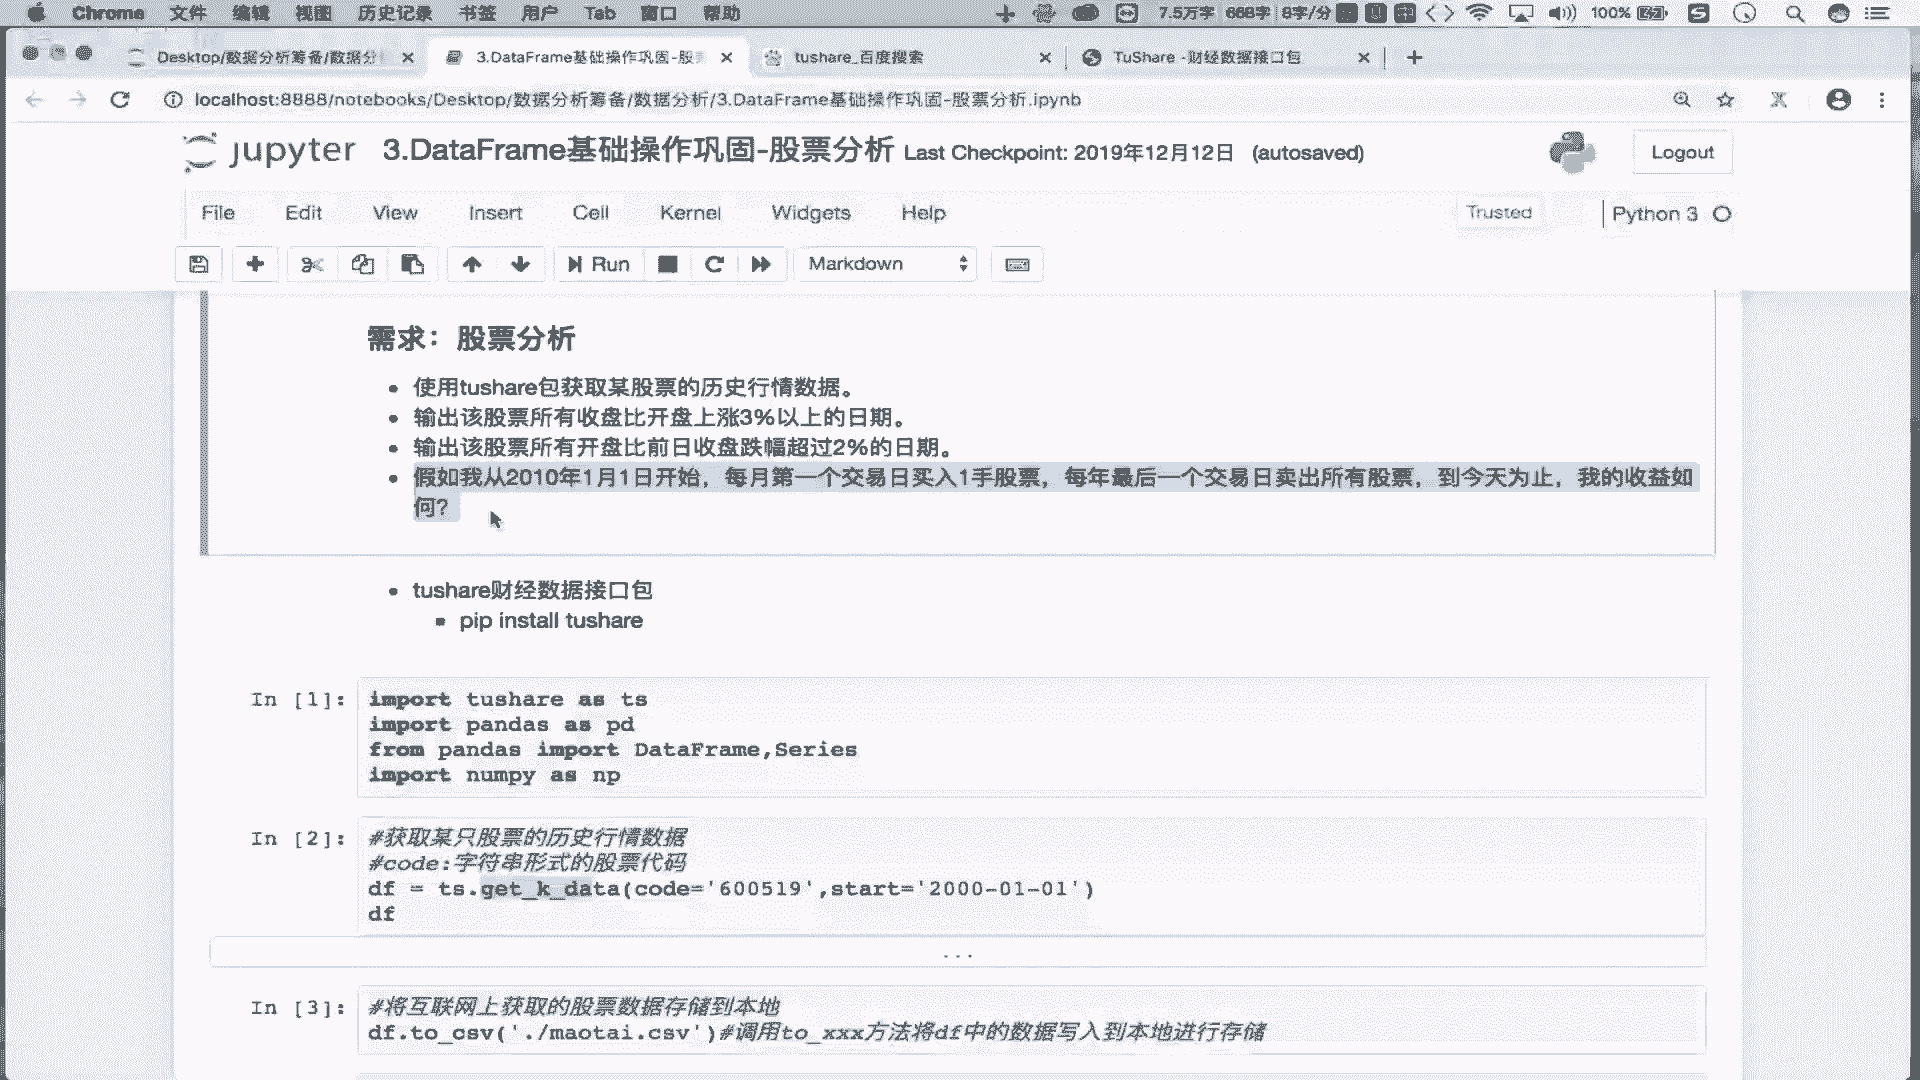 Chrome 文件 编辑 视图 历史记录 书签 用户 Tab 窗口 帮助 7.5万字 668字 8字/分 100%
Desktop/数据分析筹备/数据分 3.DataFrame基础操作巩固-股 tushare_百度搜索 TuShare -财经数据接口包
localhost:8888/notebooks/Desktop/数据分析筹备/数据分析/3.DataFrame基础操作巩固-股票分析.ipynb
jupyter 3.DataFrame基础操作巩固-股票分析 Last Checkpoint: 2019年12月12日 (autosaved) Logout
File Edit View Insert Cell Kernel Widgets Help Trusted Python 3
Run Markdown
需求：股票分析
使用tushare包获取某股票的历史行情数据。
输出该股票所有收盘比开盘上涨3%以上的日期。
输出该股票所有开盘比前日收盘跌幅超过2%的日期。
假如我从2010年1月1日开始，每月第一个交易日买入1手股票，每年最后一个交易日卖出所有股票，到今天为止，我的收益如
何？
tushare财经数据接口包
pip install tushare
In [1]: import tushare as ts
import pandas as pd
from pandas import DataFrame,Series
import numpy as np
In [2]: #获取某只股票的历史行情数据
#code:字符串形式的股票代码
df = ts.get_k_data(code='600519',start='2000-01-01')
df
...
In [3]: #将互联网上获取的股票数据存储到本地
df.to_csv('./maotai.csv')#调用to_xxx方法将df中的数据写入到本地进行存储